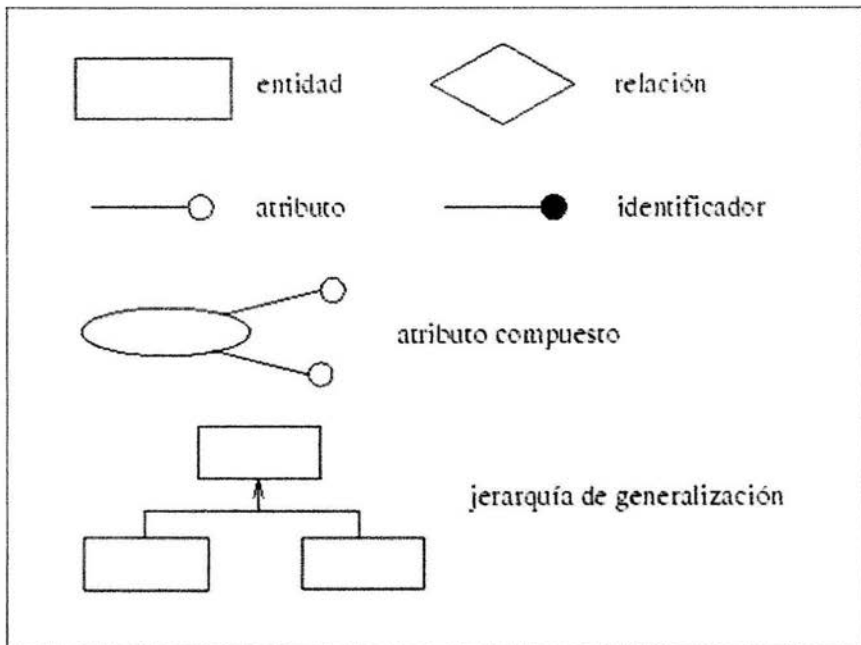 entidad
relación
atributo
identificador
atributo compuesto
jerarquía de generalización